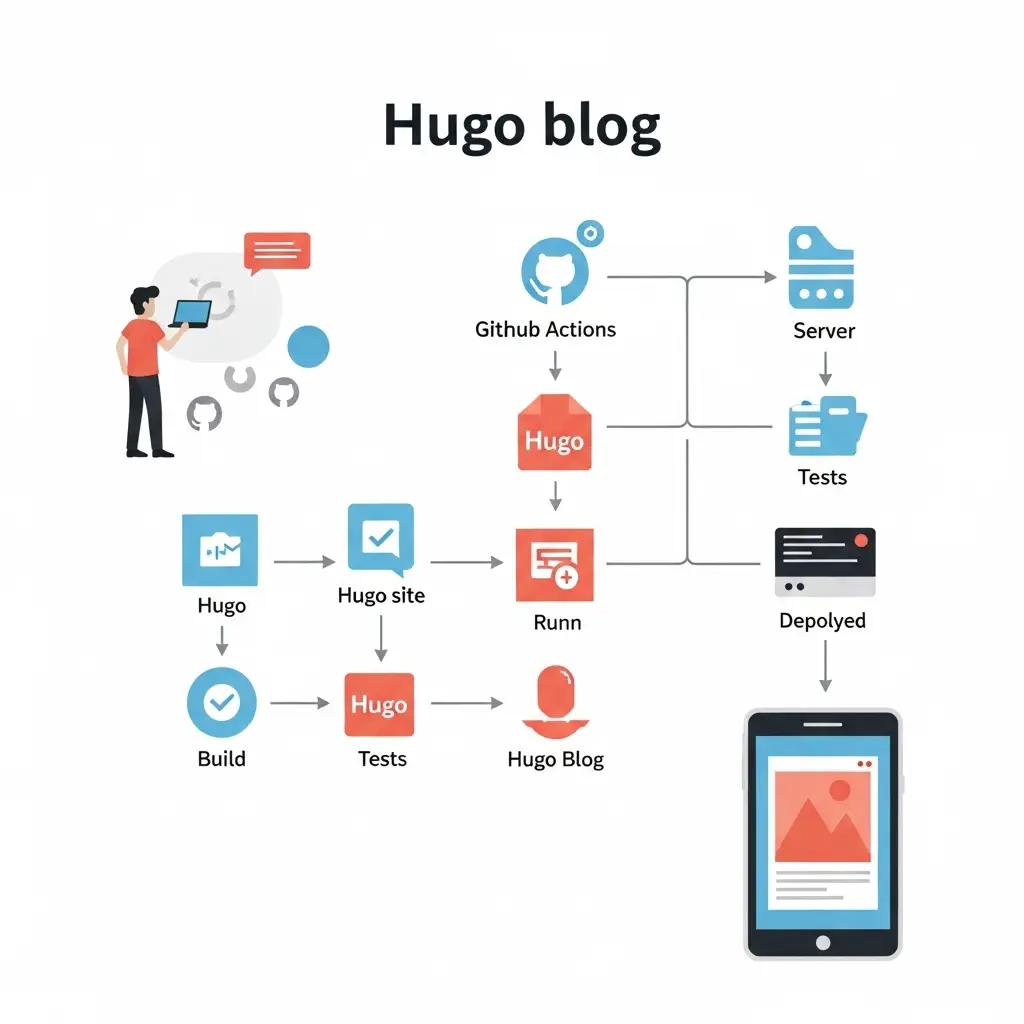 Hugo blog
Github Actions
Server
Hugo
Tests
Hugo
Hugo site
Runn
Depolyed
Build
Hugo
Tests
Hugo Blog